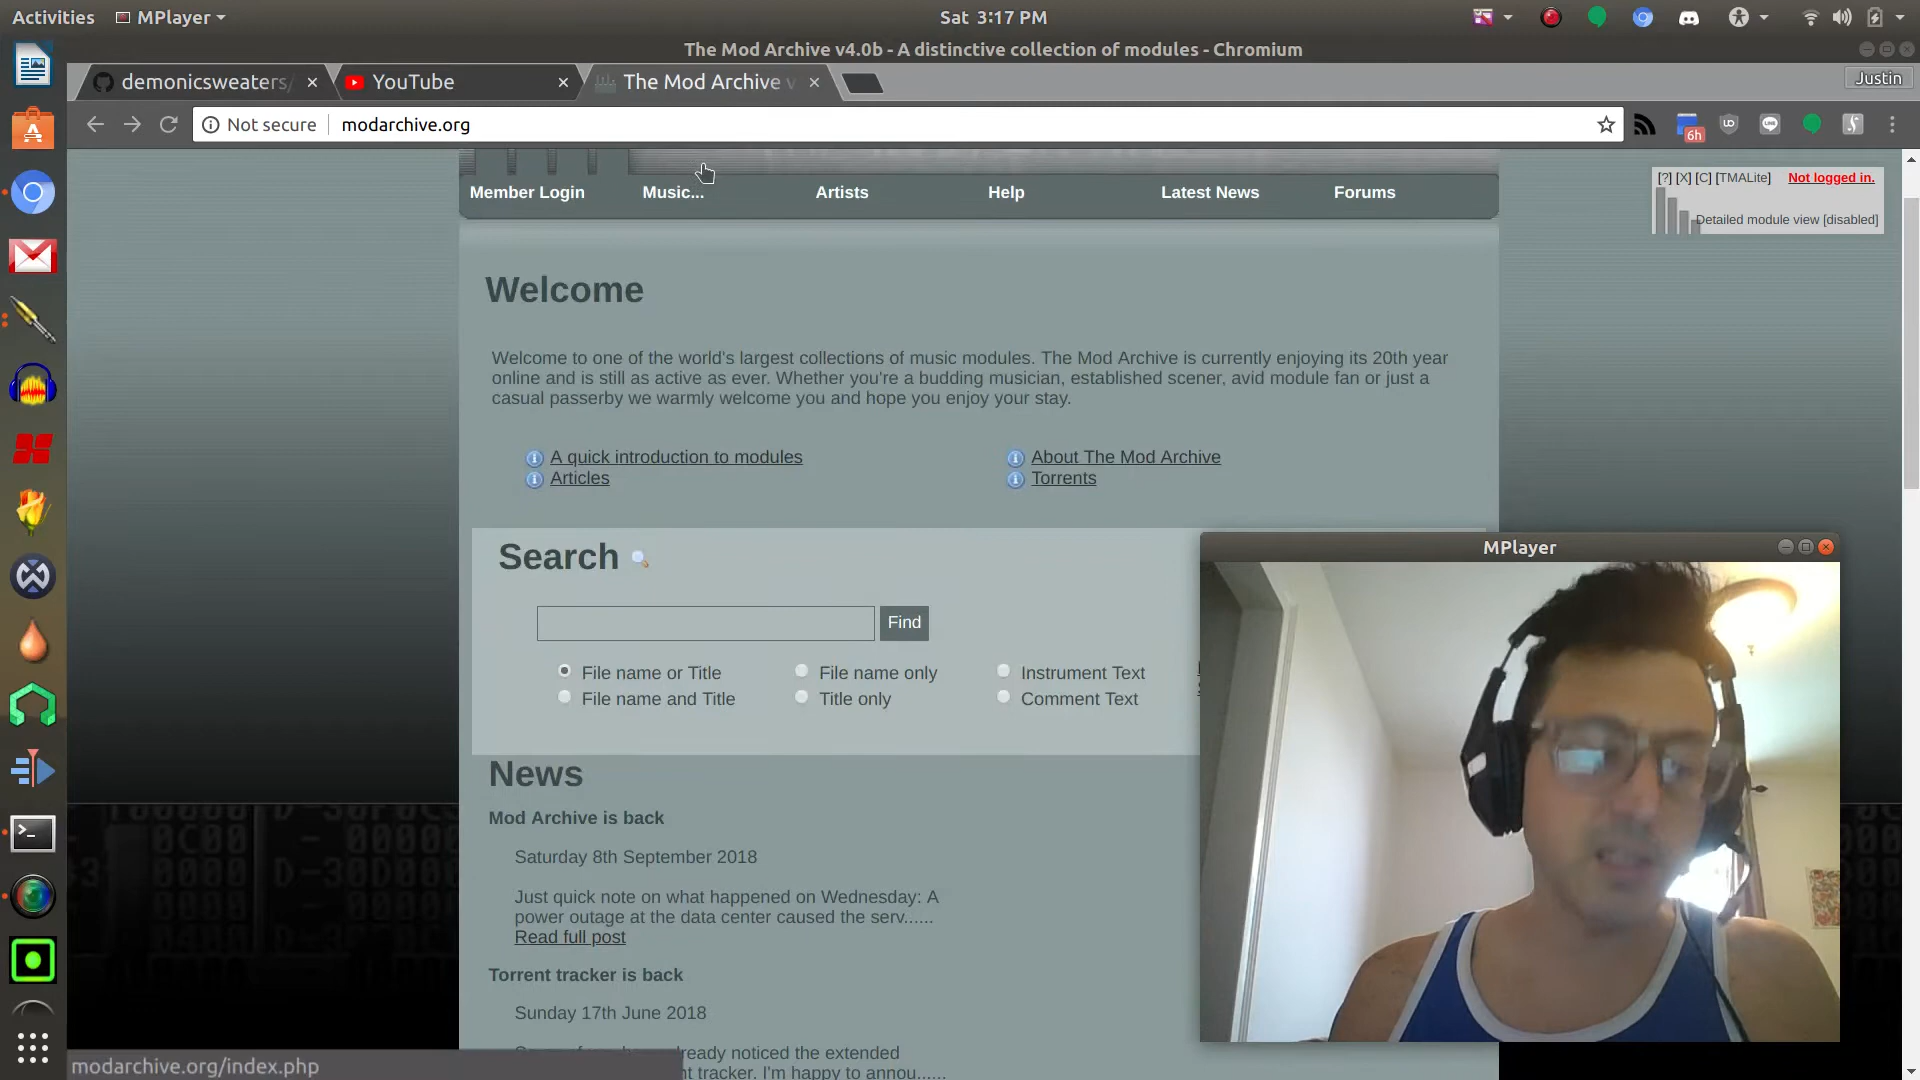 Activities MPlayer Sat 3:17 PM
The Mod Archive v4.0b - A distinctive collection of modules - Chromium
demonicsweaters/ YouTube The Mod Archive v Justin
Not secure modarchive.org 6h
Member Login Music... Artists Help Latest News Forums
[?] [X] [C] [TMALite] Not logged in.
Detailed module view [disabled]
Welcome
Welcome to one of the world's largest collections of music modules. The Mod Archive is currently enjoying its 20th year
online and is still as active as ever. Whether you're a budding musician, established scener, avid module fan or just a
casual passerby we warmly welcome you and hope you enjoy your stay.
A quick introduction to modules About The Mod Archive
Articles Torrents
Search
Find
File name or Title File name only Instrument Text
File name and Title Title only Comment Text
MPlayer
News
Mod Archive is back
Saturday 8th September 2018
Just quick note on what happened on Wednesday: A
power outage at the data center caused the serv......
Read full post
Torrent tracker is back
Sunday 17th June 2018
already noticed the extended
nt tracker. I'm happy to annou......
modarchive.org/index.php